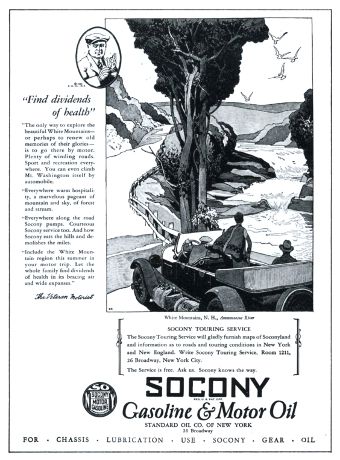 "Find dividends
of health"
"The only way to explore the
beautiful White Mountains—
or perhaps to renew old
memories of their glories—
is to go there by motor.
Plenty of winding roads.
Sport and recreation every-
where. You can even climb
Mt. Washington itself by
automobile.
"Everywhere warm hospital-
ity, a marvelous pageant of
mountain and sky, of forest
and stream.
"Everywhere along the road
Socony pumps. Courteous
Socony service too. And how
Socony eats the hills and de-
molishes the miles.
"Include the White Moun-
tain region this summer in
your motor trip. Let the
whole family find dividends
of health in its bracing air
and wide expanses."
The Veteran Motorist
White Mountains, N. H., Ammonoosuc River
SOCONY TOURING SERVICE
The Socony Touring Service will gladly furnish maps of Soconyland
and information as to roads and touring conditions in New York
and New England. Write Socony Touring Service, Room 1211,
26 Broadway, New York City.
The Service is free. Ask us. Socony knows the way.
SO
SOCONY
MOTOR
GASOLINE
SOCONY
REG. U.S. PAT. OFF.
Gasoline & Motor Oil
STANDARD OIL CO. OF NEW YORK
26 Broadway
FOR · CHASSIS · LUBRICATION · USE · SOCONY · GEAR · OIL